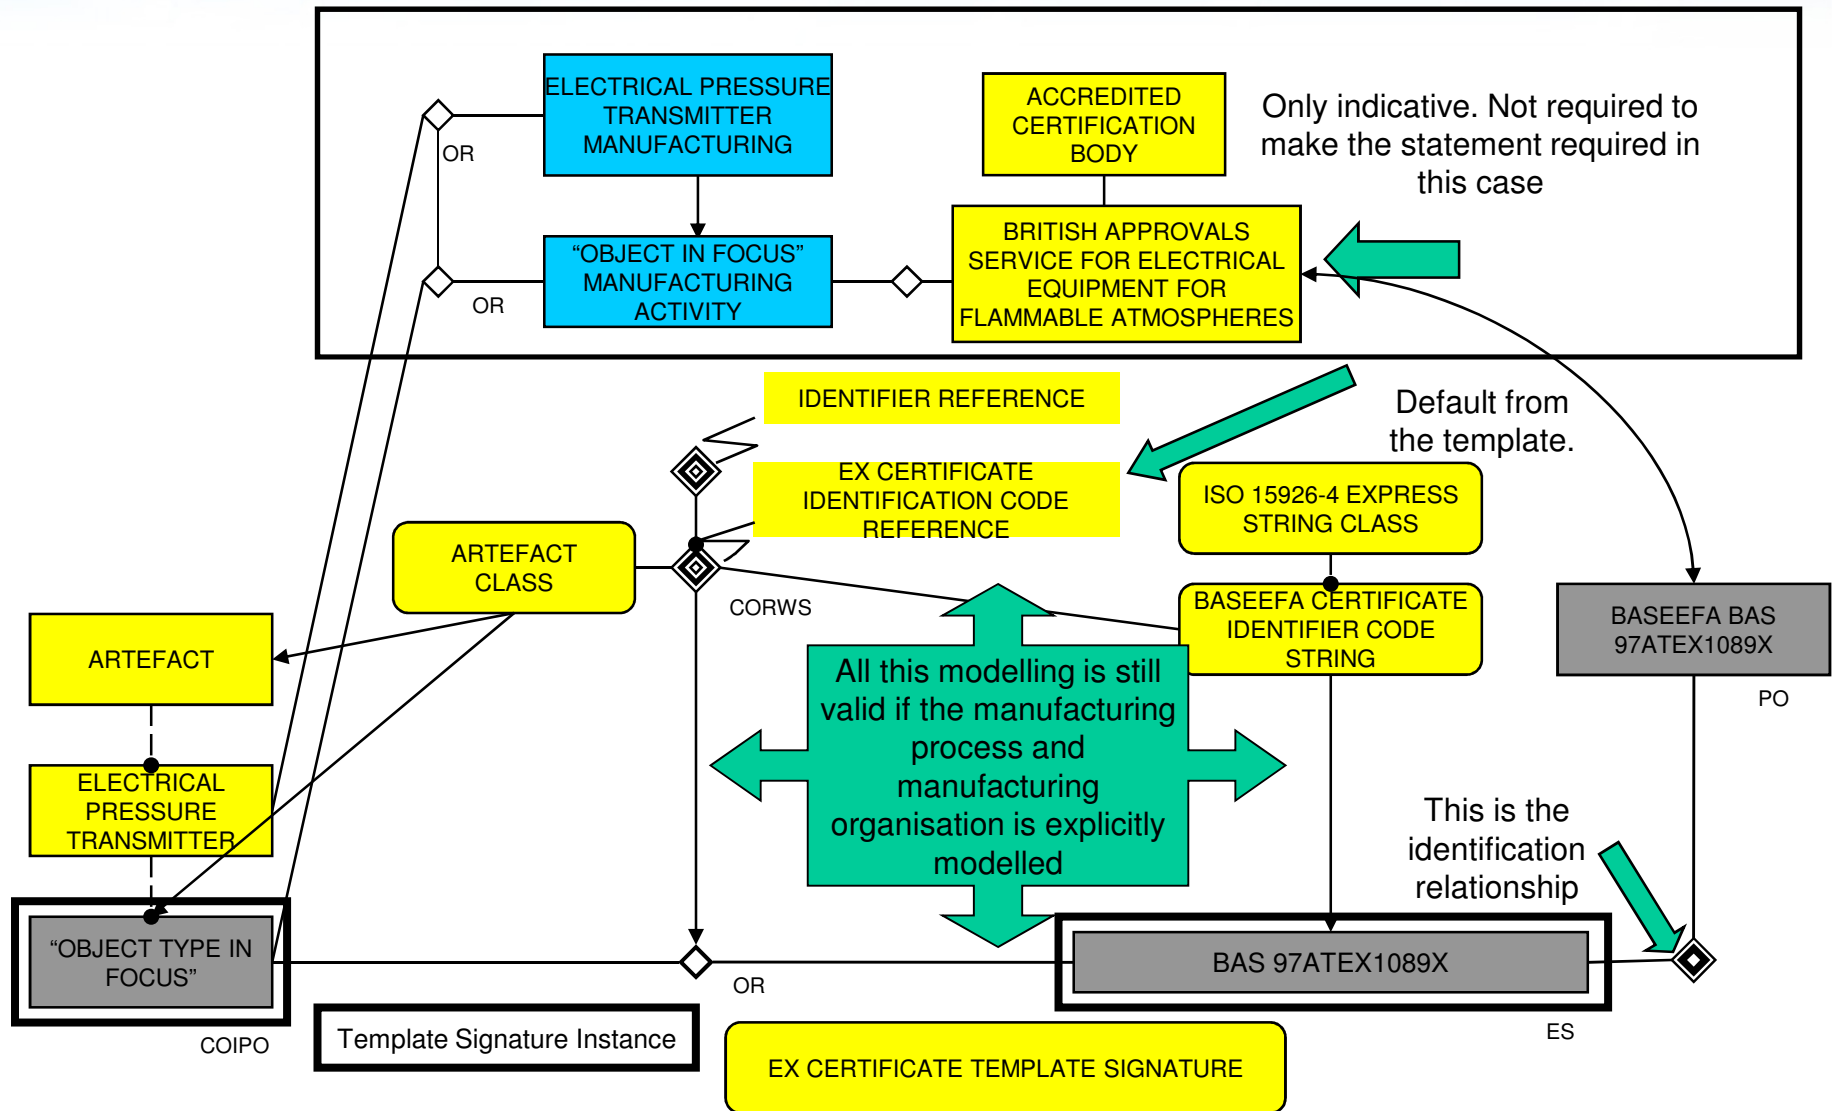 ELECTRICAL PRESSURE
TRANSMITTER
MANUFACTURING
ACCREDITED
CERTIFICATION
BODY
Only indicative. Not required to
make the statement required in
this case
OR
“OBJECT IN FOCUS”
MANUFACTURING
ACTIVITY
OR
BRITISH APPROVALS
SERVICE FOR ELECTRICAL
EQUIPMENT FOR
FLAMMABLE ATMOSPHERES
IDENTIFIER REFERENCE
Default from
the template.
EX CERTIFICATE
IDENTIFICATION CODE
REFERENCE
ISO 15926-4 EXPRESS
STRING CLASS
ARTEFACT
CLASS
CORWS
BASEEFA CERTIFICATE
IDENTIFIER CODE
STRING
BASEEFA BAS
97ATEX1089X
PO
ARTEFACT
All this modelling is still
valid if the manufacturing
process and
manufacturing
organisation is explicitly
modelled
ELECTRICAL
PRESSURE
TRANSMITTER
This is the
identification
relationship
“OBJECT TYPE IN
FOCUS”
COIPO
OR
BAS 97ATEX1089X
ES
Template Signature Instance
EX CERTIFICATE TEMPLATE SIGNATURE